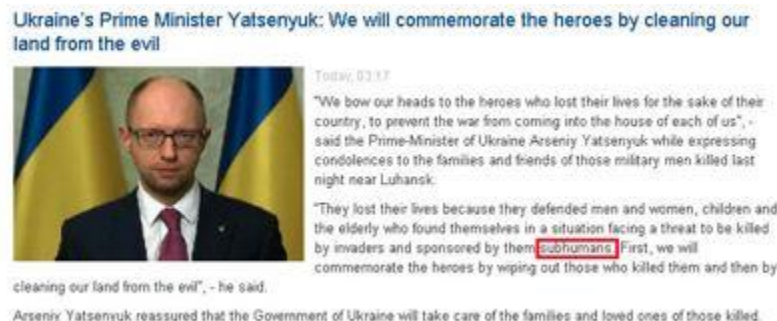 Ukraine's Prime Minister Yatsenyuk: We will commemorate the heroes by cleaning our
land from the evil
Today, 03:17
"We bow our heads to the heroes who lost their lives for the sake of their
country, to prevent the war from coming into the house of each of us", -
said the Prime-Minister of Ukraine Arseniy Yatsenyuk while expressing
condolences to the families and friends of those military men killed last
night near Luhansk.
"They lost their lives because they defended men and women, children and
the elderly who found themselves in a situation facing a threat to be killed
by invaders and sponsored by them subhumans. First, we will
commemorate the heroes by wiping out those who killed them and then by
cleaning our land from the evil", - he said.
Arseniy Yatsenyuk reassured that the Government of Ukraine will take care of the families and loved ones of those killed.